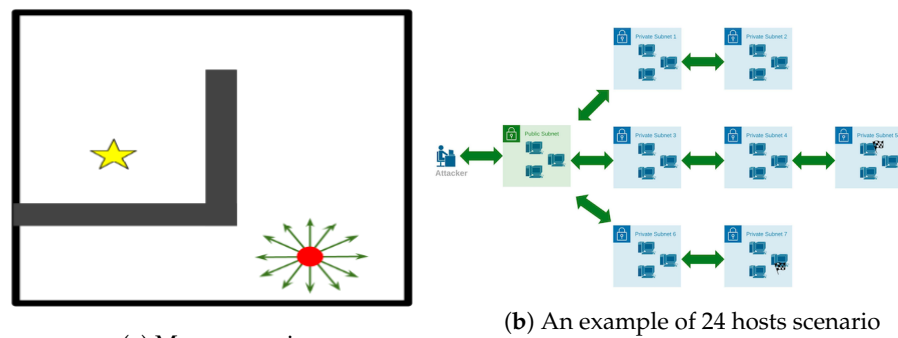 Private Subnet 1
Private Subnet 2
Public Subnet
Private Subnet 3
Private Subnet 4
Private Subnet 5
Attacker
Private Subnet 6
Private Subnet 7
(b) An example of 24 hosts scenario